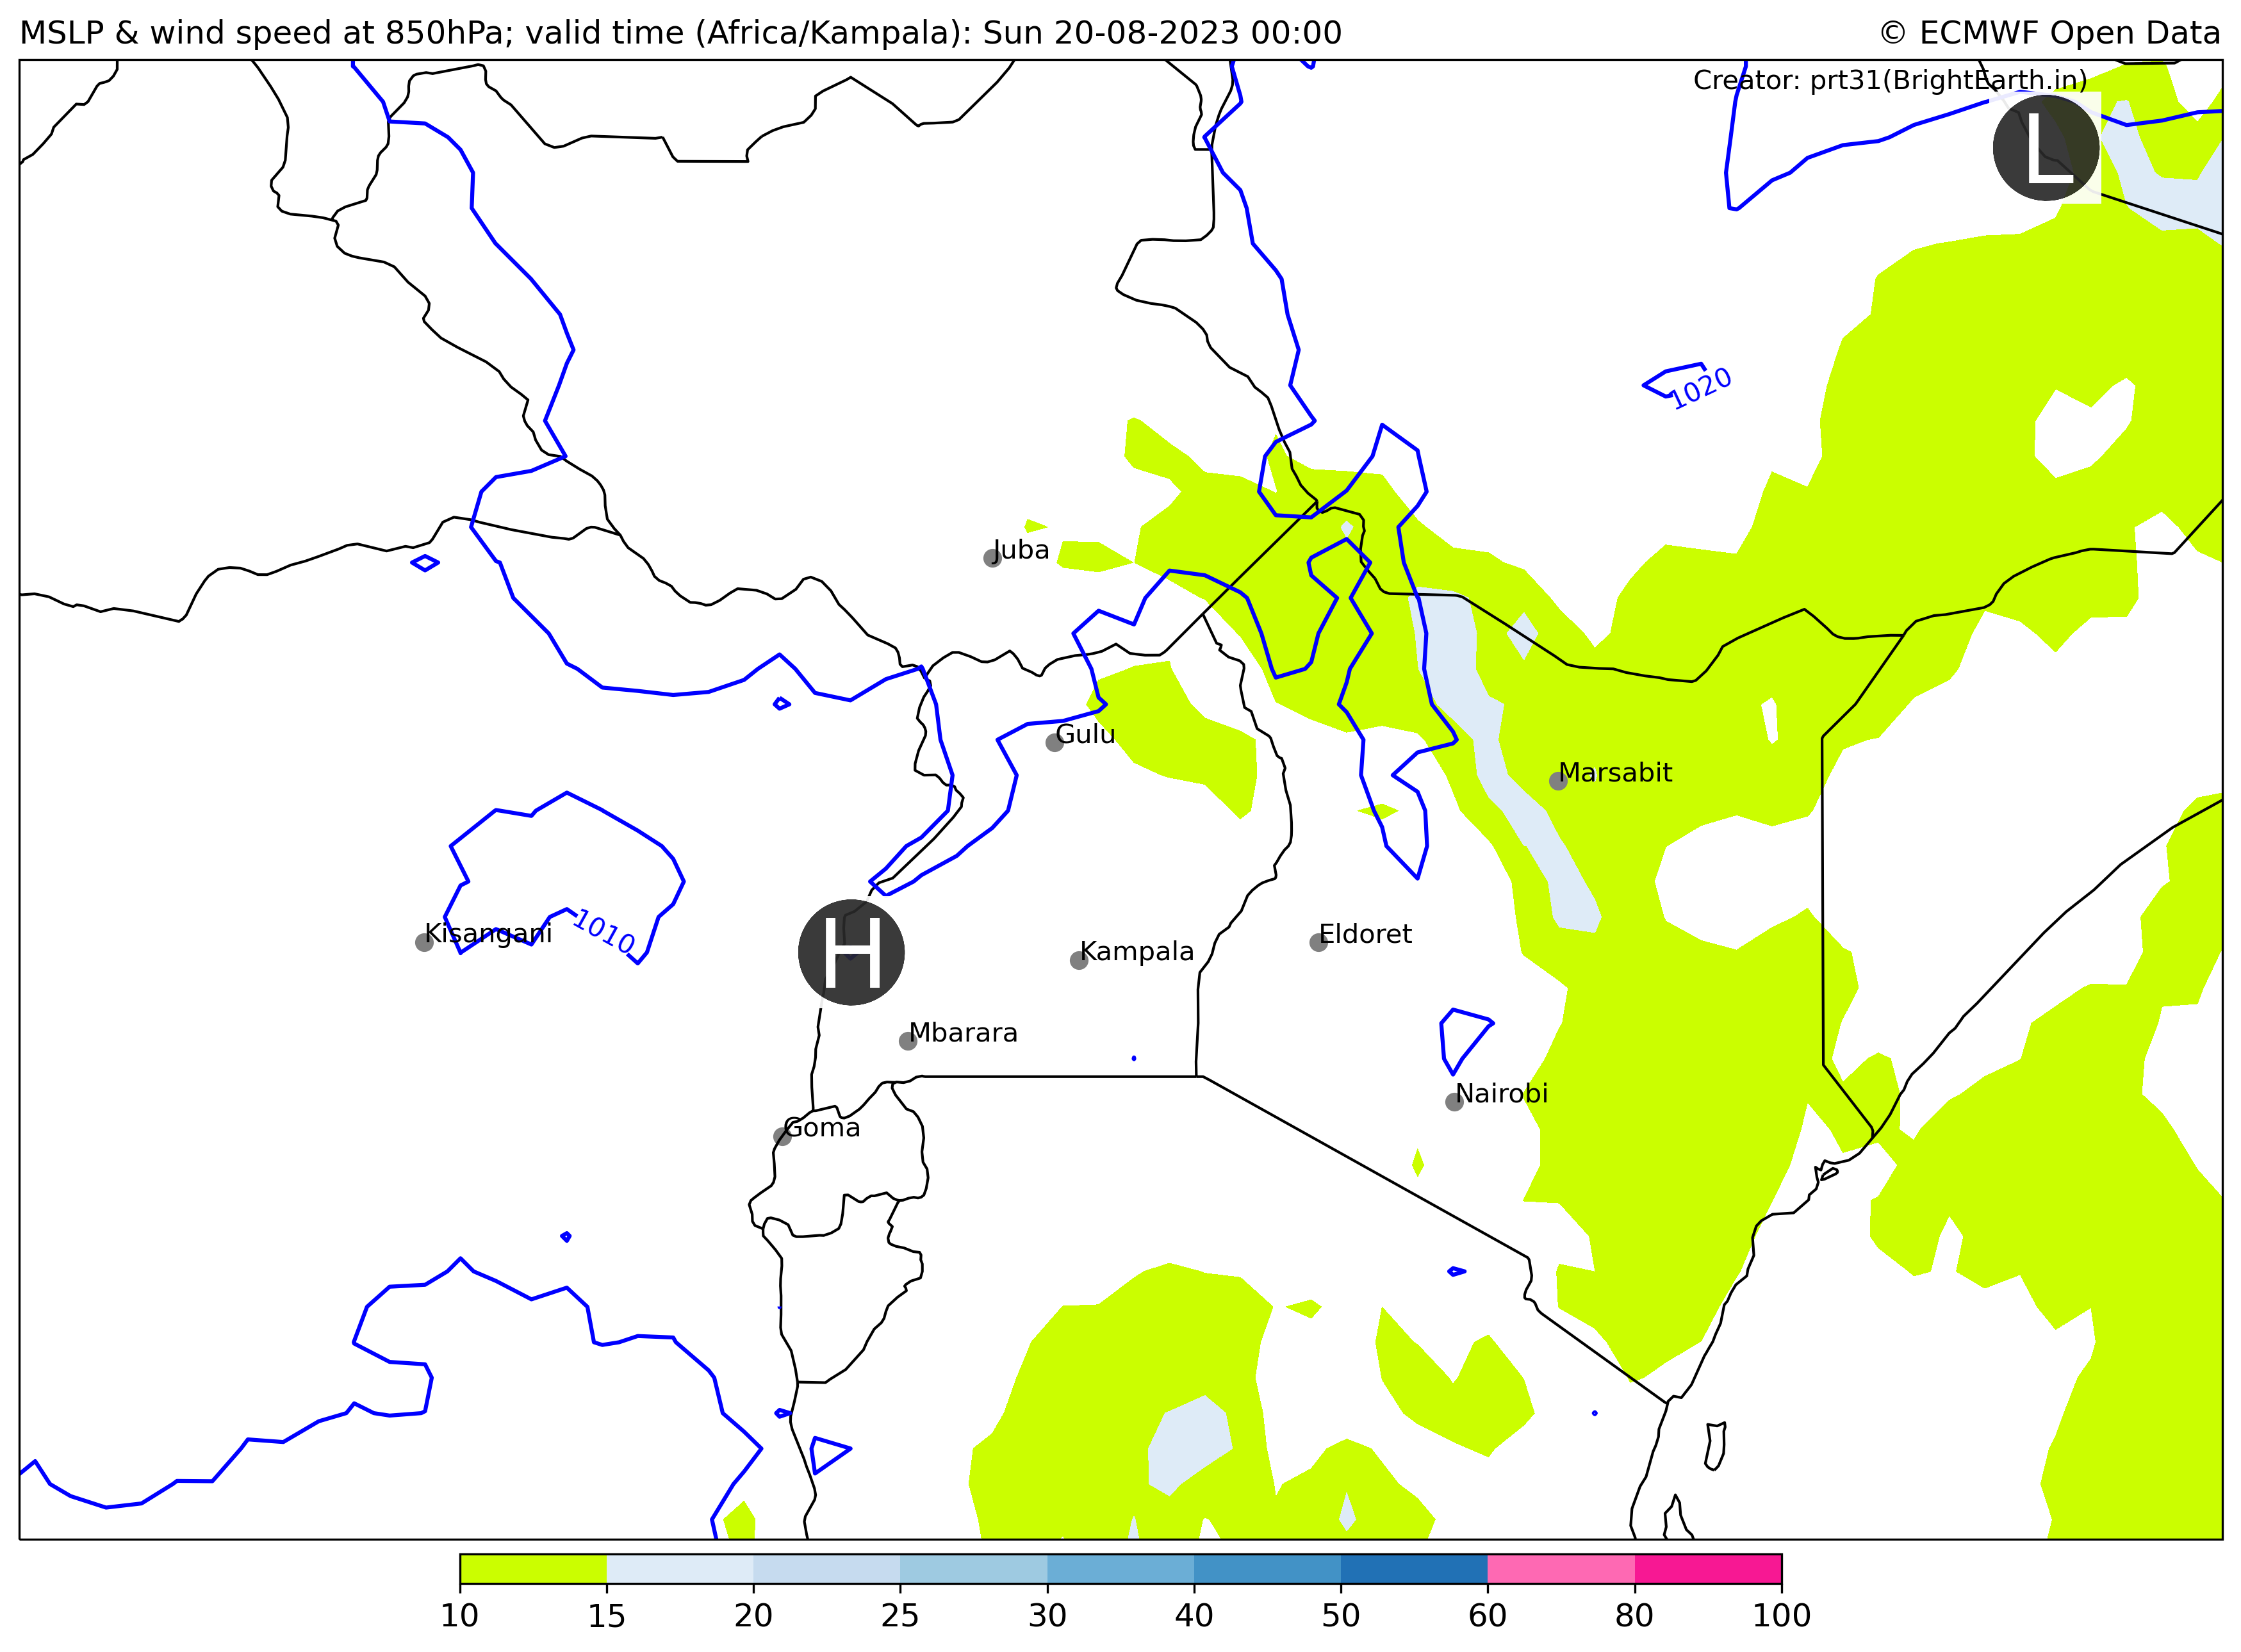 MSLP & wind speed at 850hPa; valid time (Africa/Kampala): Sun 20-08-2023 00:00
© ECMWF Open Data
Creator: prt31(BrightEarth.in)
L
1020
Juba
Gulu
Marsabit
1010
Kisangani
H
Kampala
Eldoret
Mbarara
Nairobi
Goma
10 15 20 25 30 40 50 60 80 100